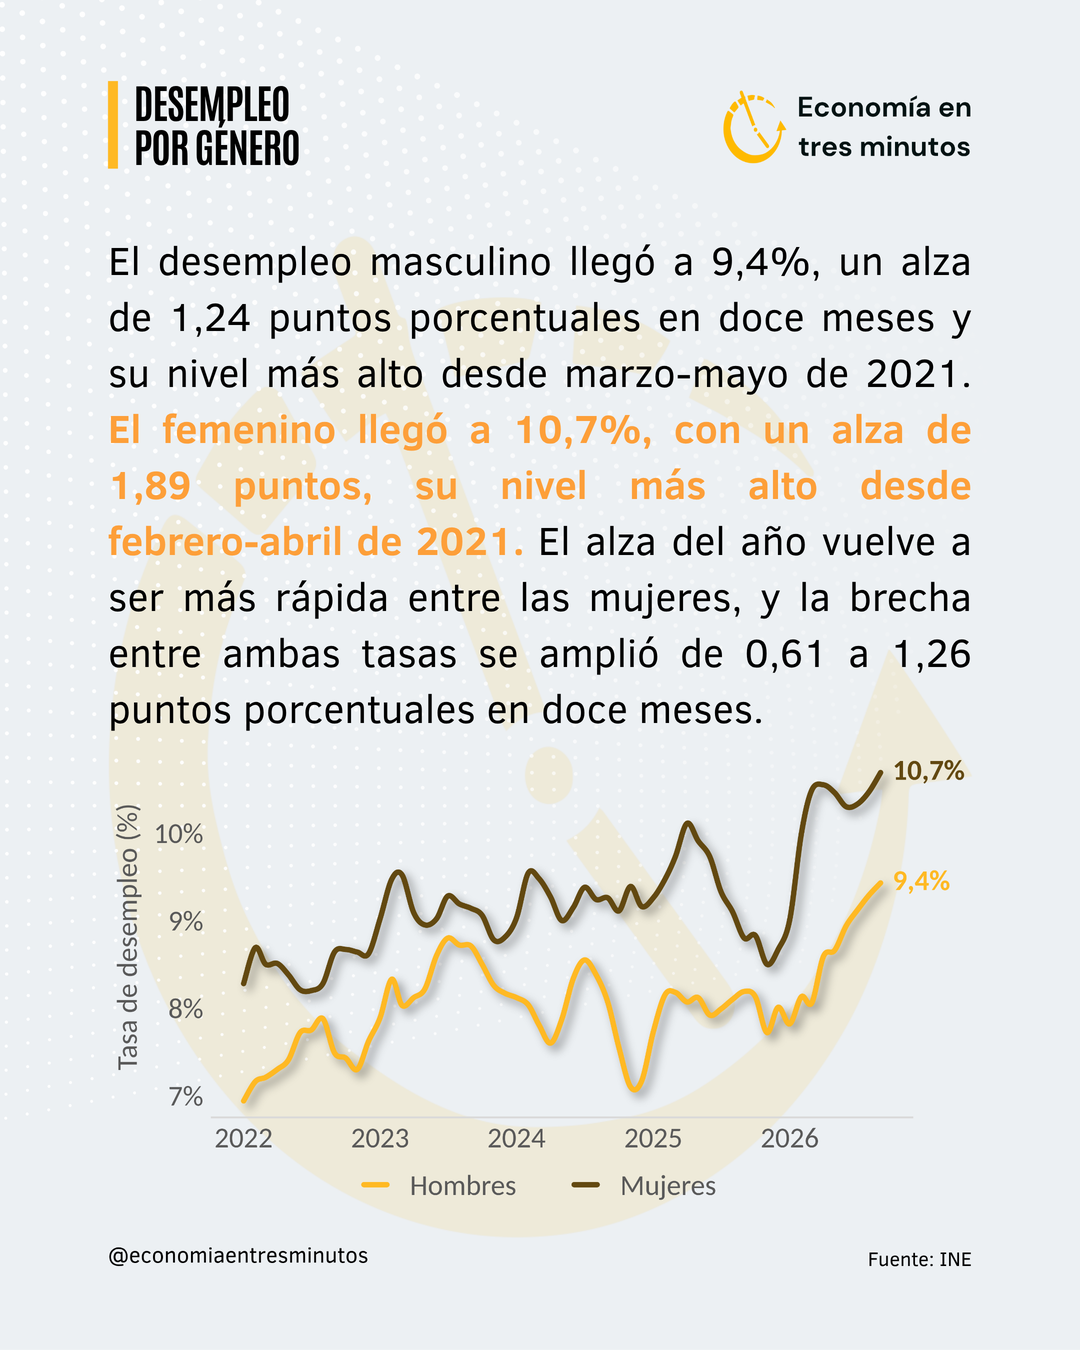 DESEMPLEO
POR GÉNERO
Economía en
tres minutos
El desempleo masculino llegó a 9,4%, un alza
de 1,24 puntos porcentuales en doce meses y
su nivel más alto desde marzo-mayo de 2021.
El femenino llegó a 10,7%, con un alza de
1,89 puntos, su nivel más alto desde
febrero-abril de 2021. El alza del año vuelve a
ser más rápida entre las mujeres, y la brecha
entre ambas tasas se amplió de 0,61 a 1,26
puntos porcentuales en doce meses.
10,7%
9,4%
Tasa de desempleo (%)
10%
9%
8%
7%
2022 2023 2024 2025 2026
Hombres Mujeres
@economiaentresminutos
Fuente: INE